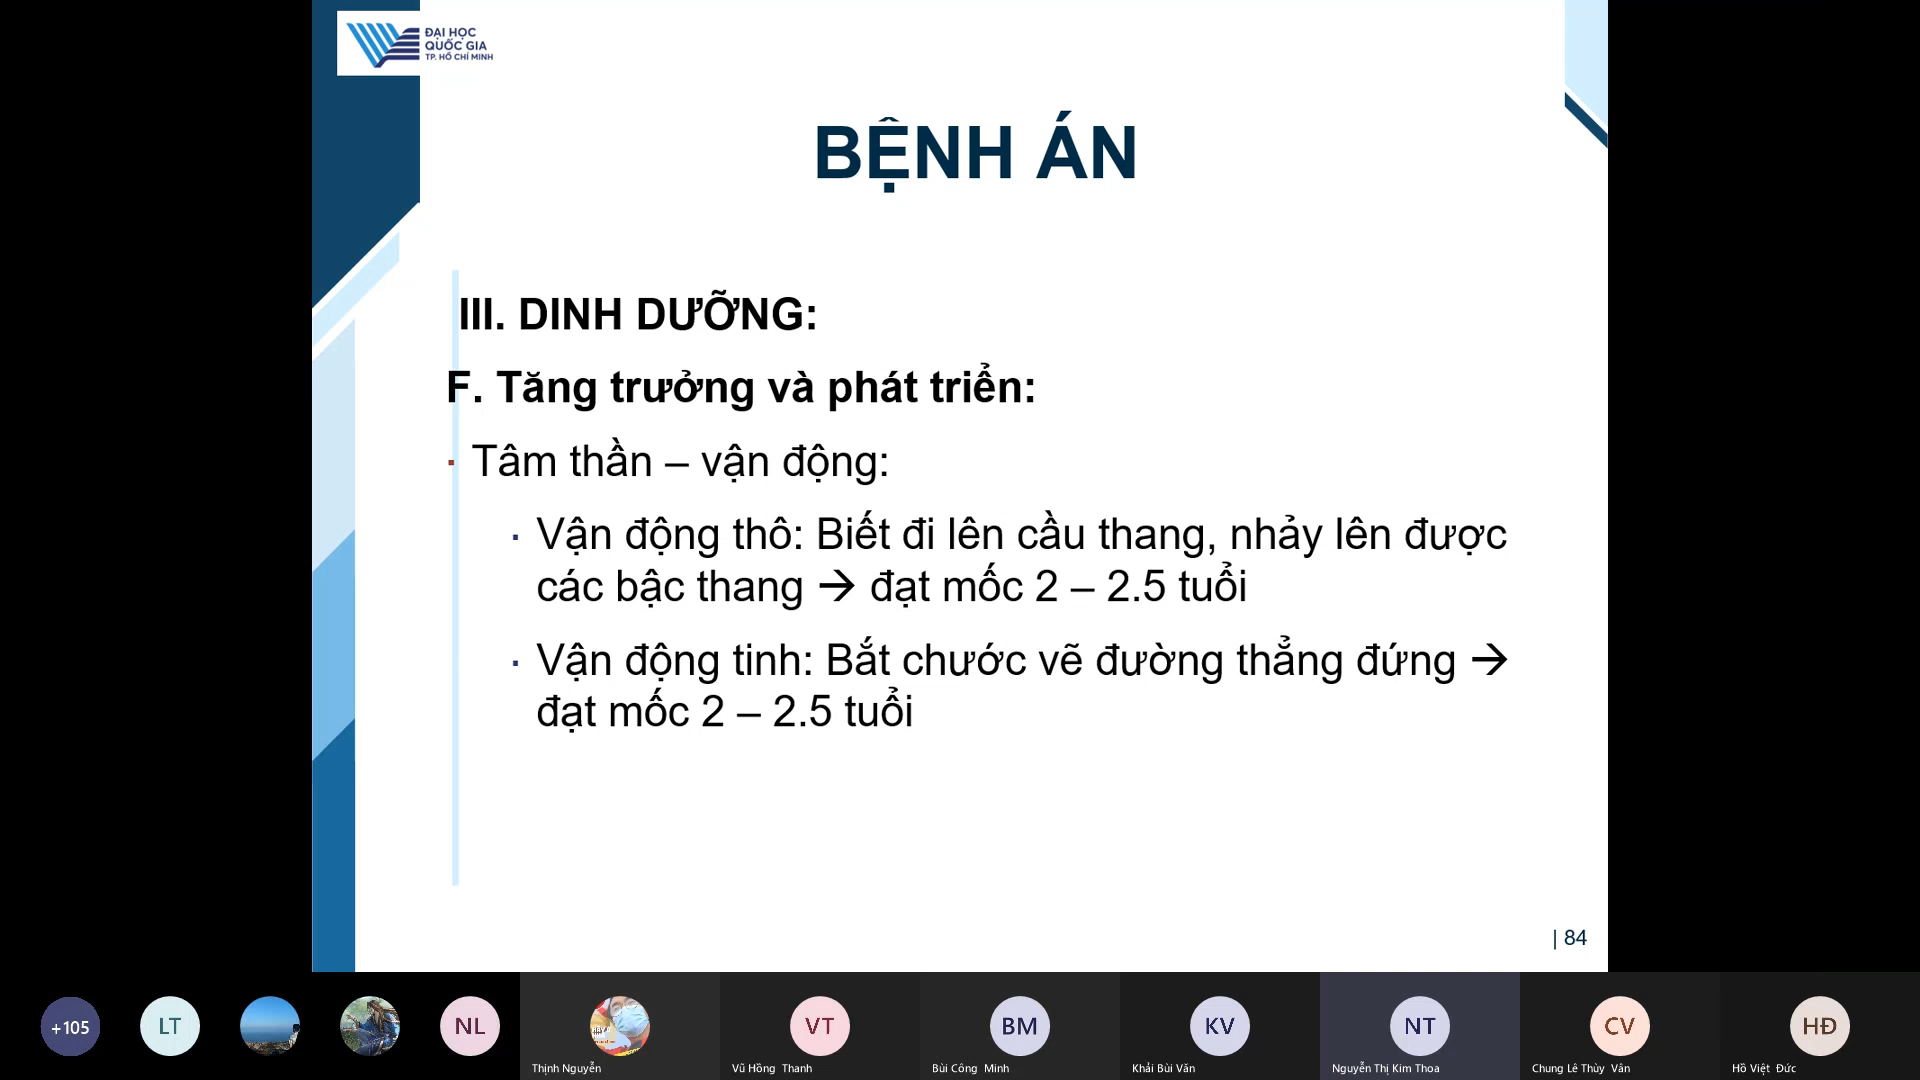 ĐẠI HỌC
QUỐC GIA
TP. HỒ CHÍ MINH
BỆNH ÁN
III. DINH DƯỠNG:
F. Tăng trưởng và phát triển:
· Tâm thần – vận động:
· Vận động thô: Biết đi lên cầu thang, nhảy lên được
các bậc thang → đạt mốc 2 – 2.5 tuổi
· Vận động tinh: Bắt chước vẽ đường thẳng đứng →
đạt mốc 2 – 2.5 tuổi
| 84
+105
LT
NL
VT
BM
KV
NT
CV
HĐ
Thịnh Nguyễn
Vũ Hồng Thanh
Bùi Công Minh
Khải Bùi Văn
Nguyễn Thị Kim Thoa
Chung Lê Thùy Vân
Hồ Việt Đức